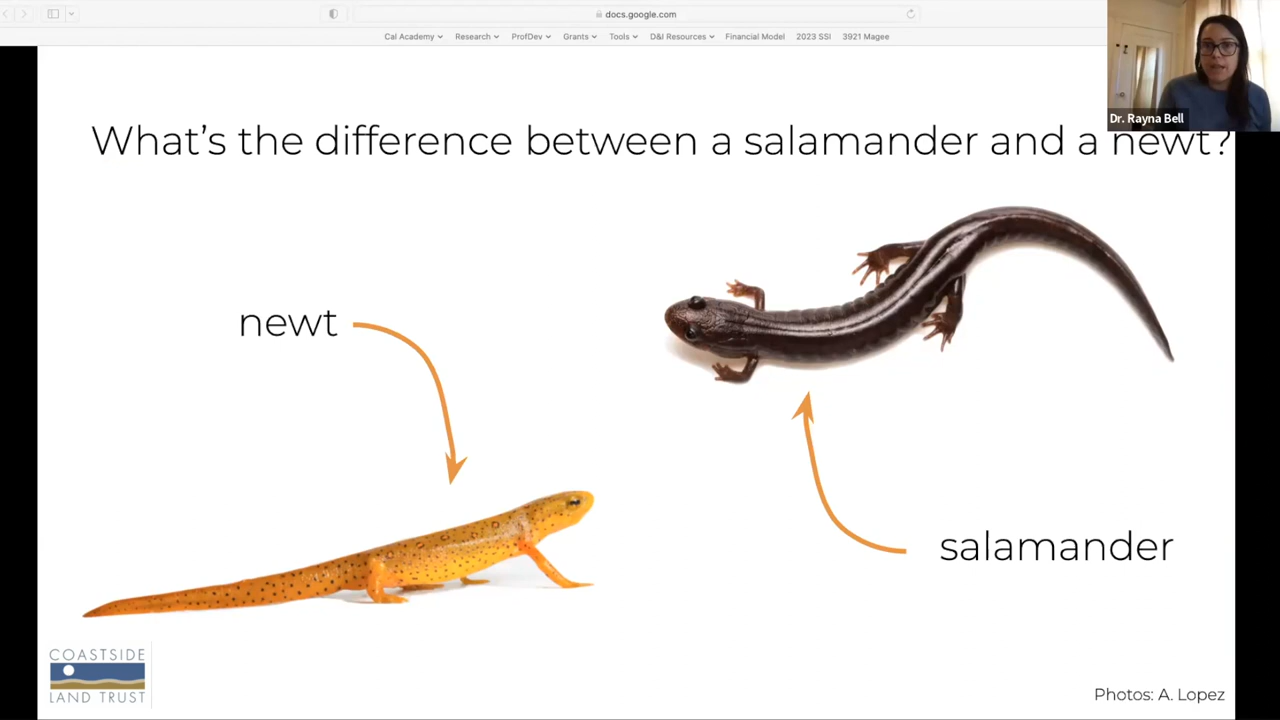 docs.google.com
Cal Academy Research ProfDev Grants Tools D&I Resources Financial Model 2023 SSI 3921 Magee
Dr. Rayna Bell
What's the difference between a salamander and a newt?
newt
salamander
COASTSIDE
LAND TRUST
Photos: A. Lopez